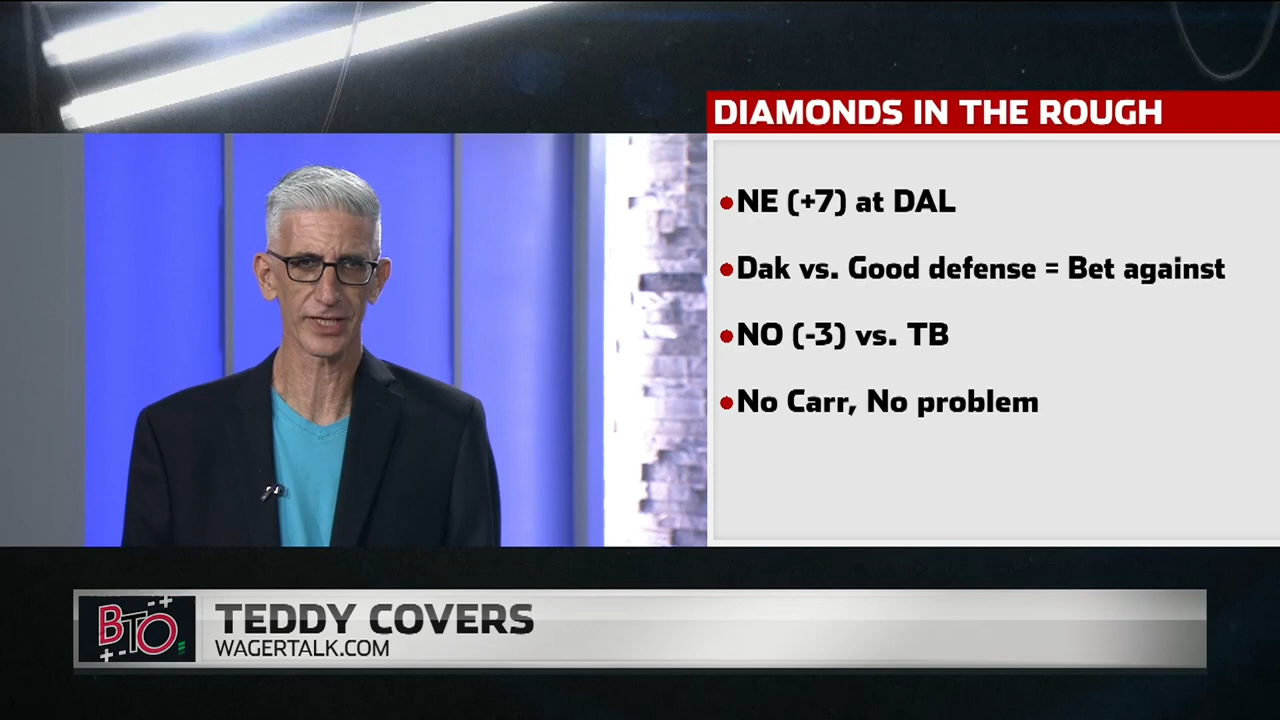 DIAMONDS IN THE ROUGH
•NE (+7) at DAL
•Dak vs. Good defense = Bet against
•NO (-3) vs. TB
•No Carr, No problem
BTO
TEDDY COVERS
WAGERTALK.COM